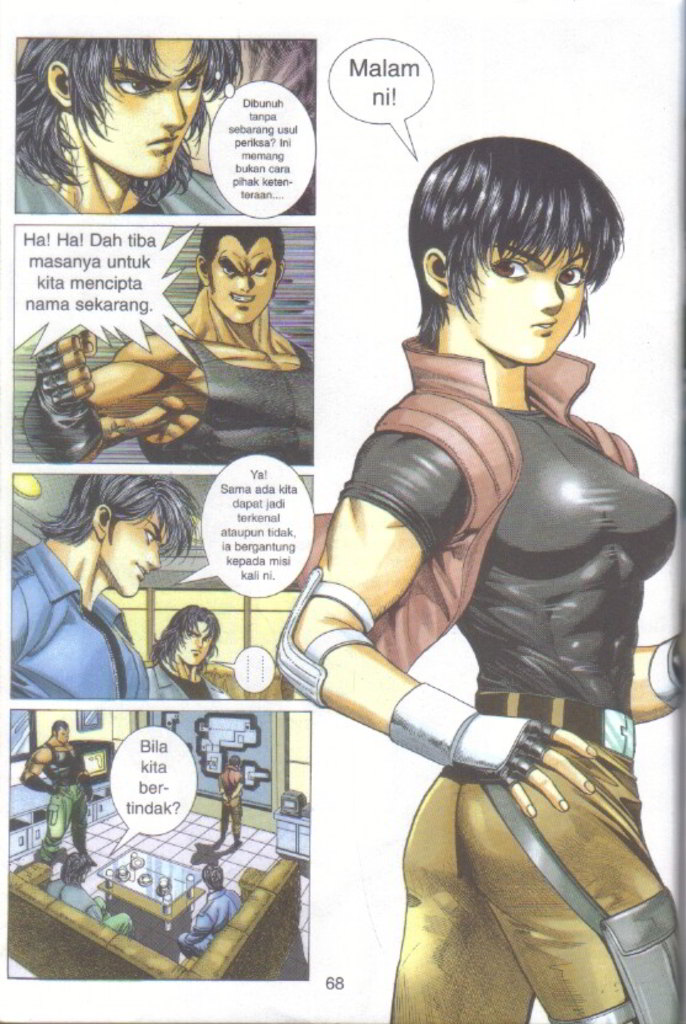 Dibunuh
tanpa
sebarang usul
periksa? Ini
memang
bukan cara
pihak keten-
teraan....
Ha! Ha! Dah tiba
masanya untuk
kita mencipta
nama sekarang.
Ya!
Sama ada kita
dapat jadi
terkenal
ataupun tidak,
ia bergantung
kepada misi
kali ni.
......
Bila
kita
ber-
tindak?
Malam
ni!
68